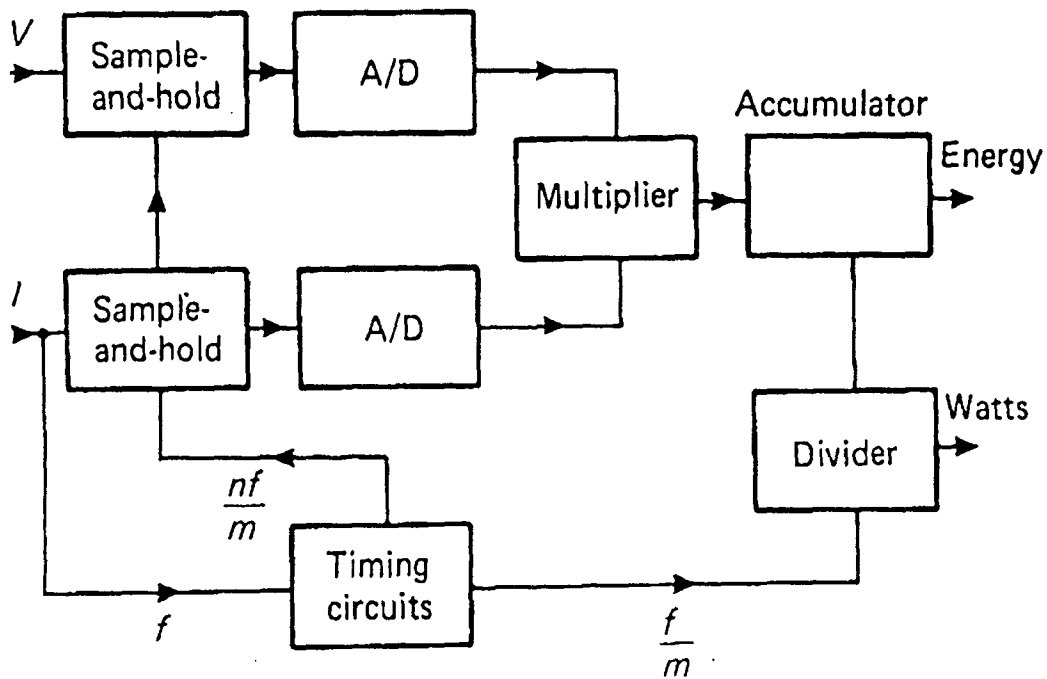 V
Sample-
and-hold
A/D
Accumulator
Energy
Multiplier
I
Sample-
and-hold
A/D
Watts
Divider
nf
m
Timing
circuits
f
f
m